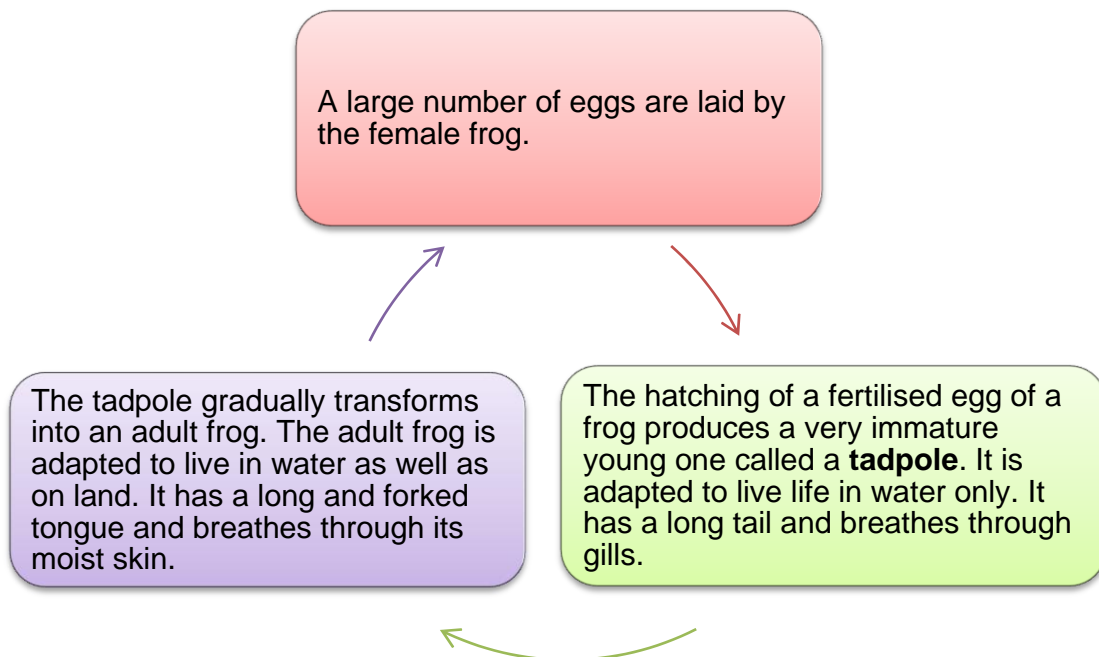 A large number of eggs are laid by
the female frog.
The hatching of a fertilised egg of a
frog produces a very immature
young one called a tadpole. It is
adapted to live life in water only. It
has a long tail and breathes through
gills.
The tadpole gradually transforms
into an adult frog. The adult frog is
adapted to live in water as well as
on land. It has a long and forked
tongue and breathes through its
moist skin.